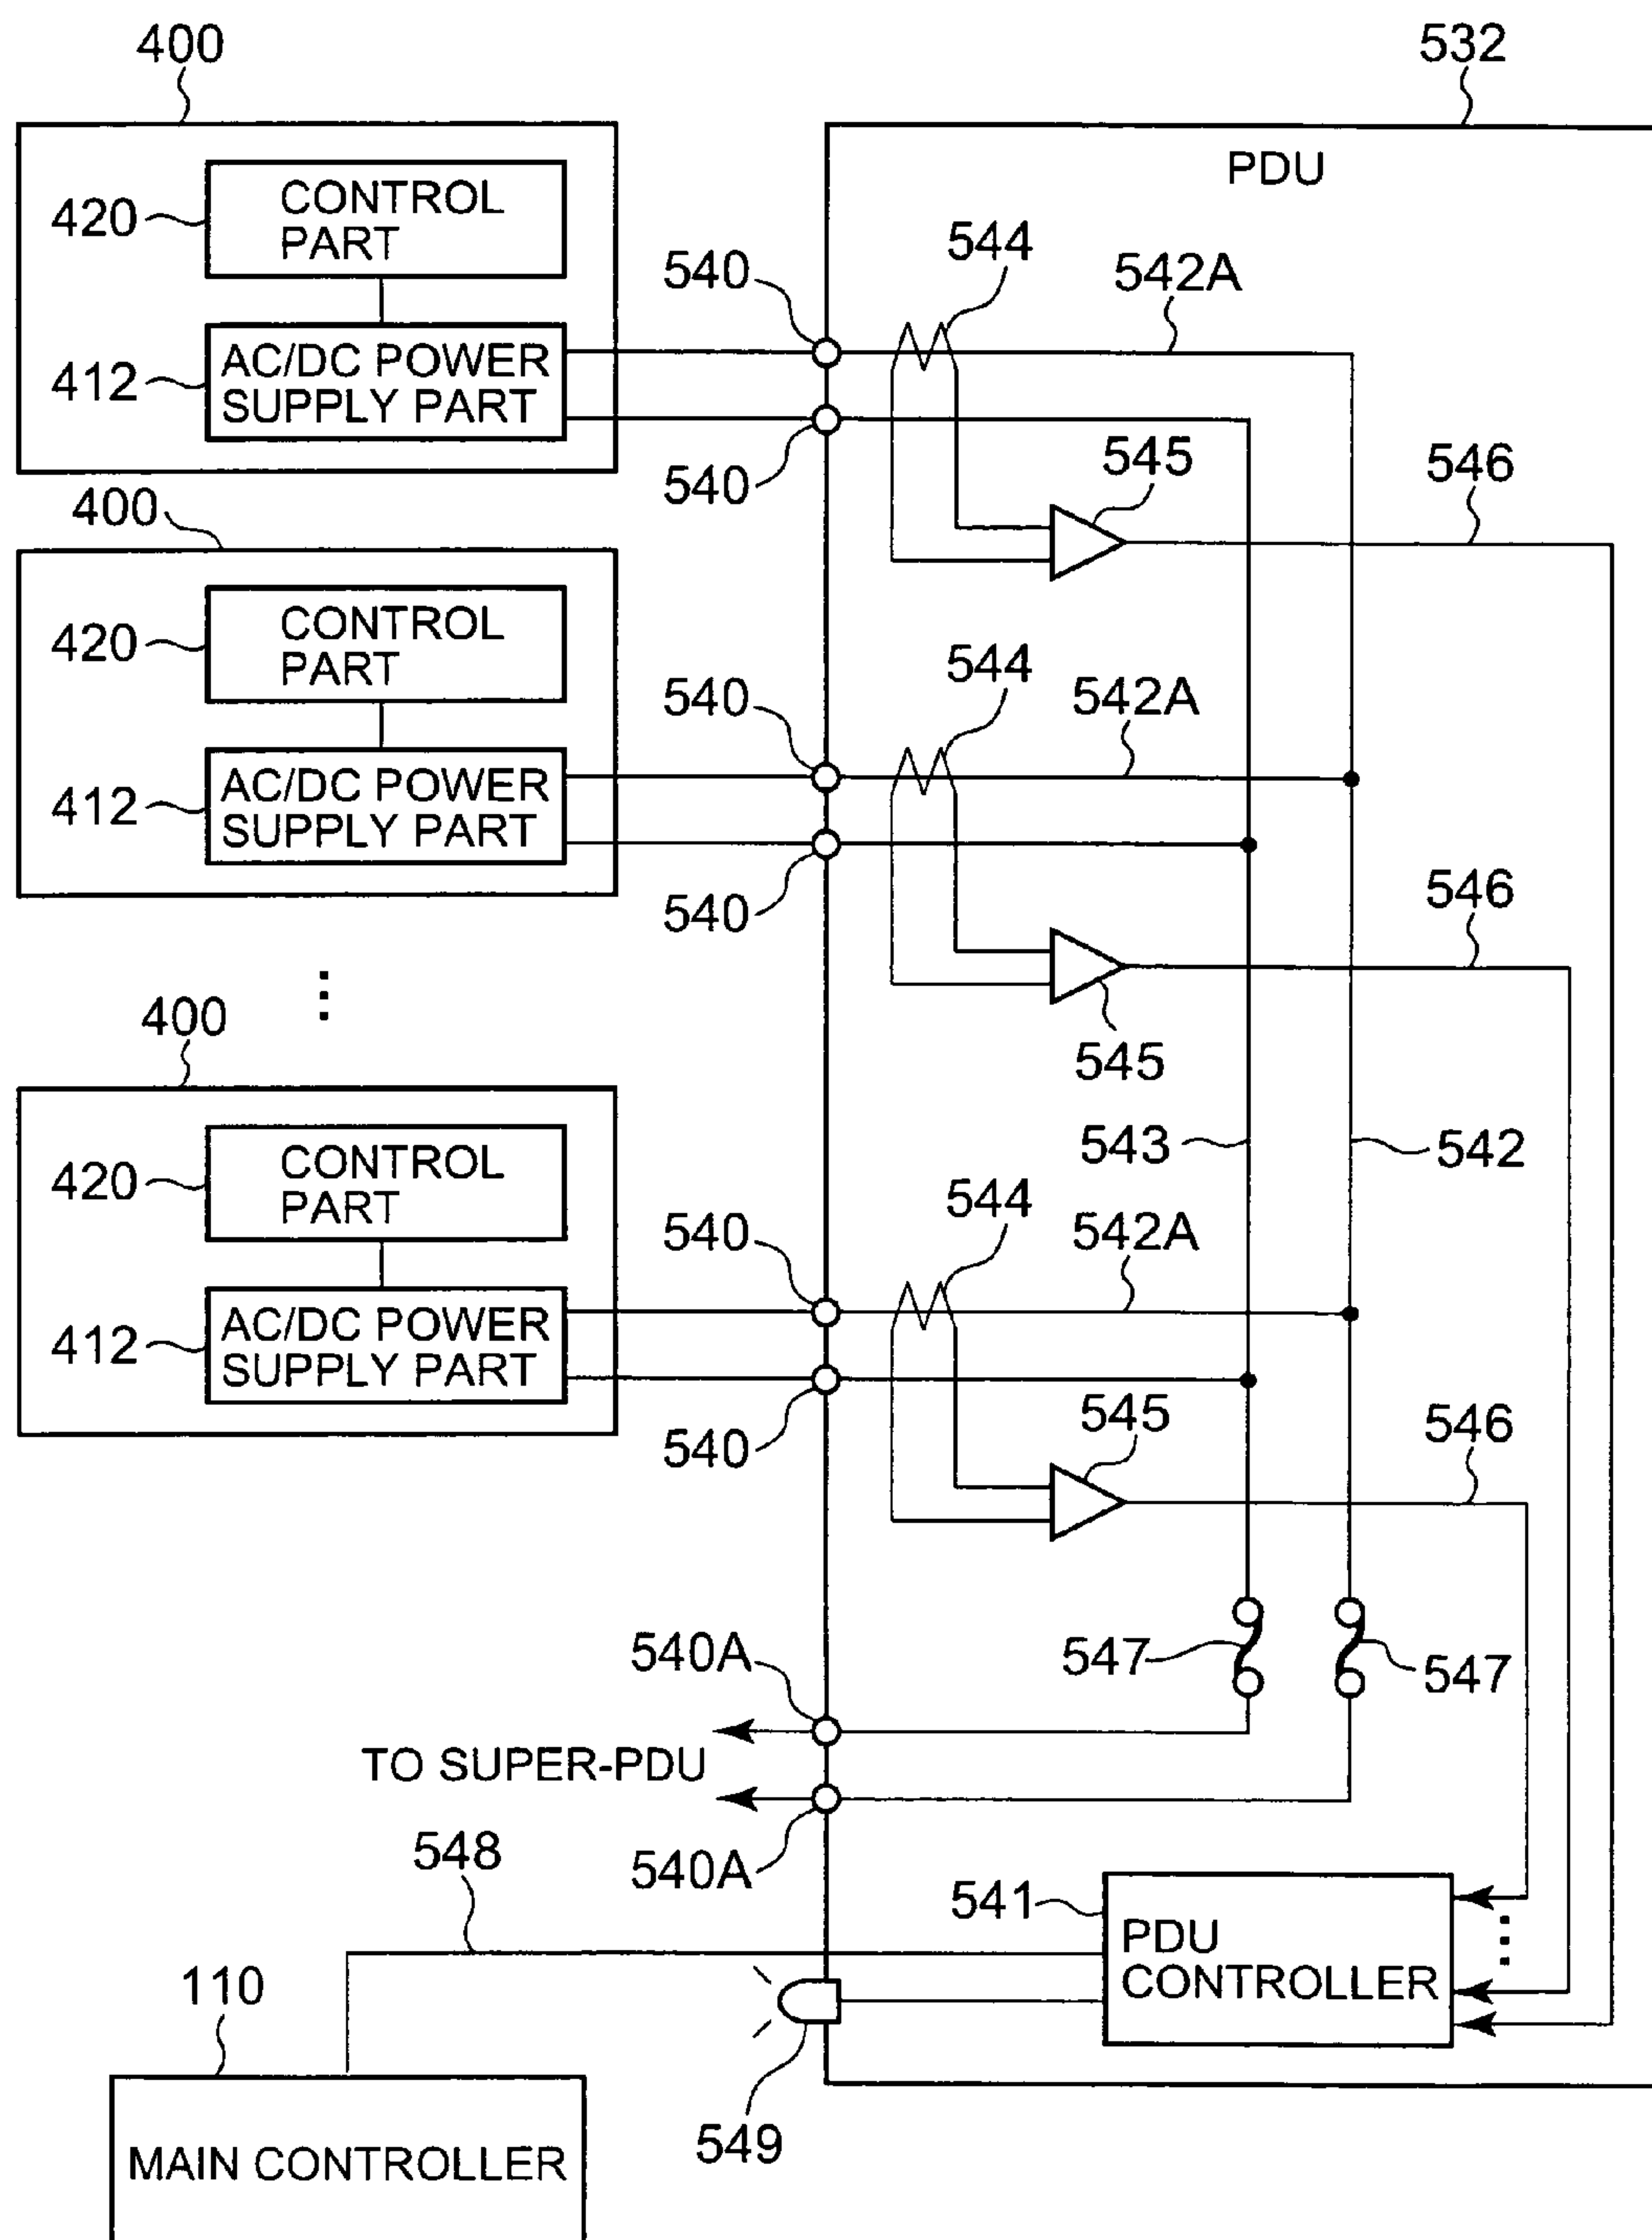 400
532
PDU
420
CONTROL
PART
544
540
542A
412
AC/DC POWER
SUPPLY PART
545
540
546
400
420
CONTROL
PART
544
540
542A
412
AC/DC POWER
SUPPLY PART
546
540
400
545
543
542
420
CONTROL
PART
544
540
542A
412
AC/DC POWER
SUPPLY PART
545
546
540
540A
547
547
TO SUPER-PDU
548
540A
541
PDU
CONTROLLER
110
549
MAIN CONTROLLER